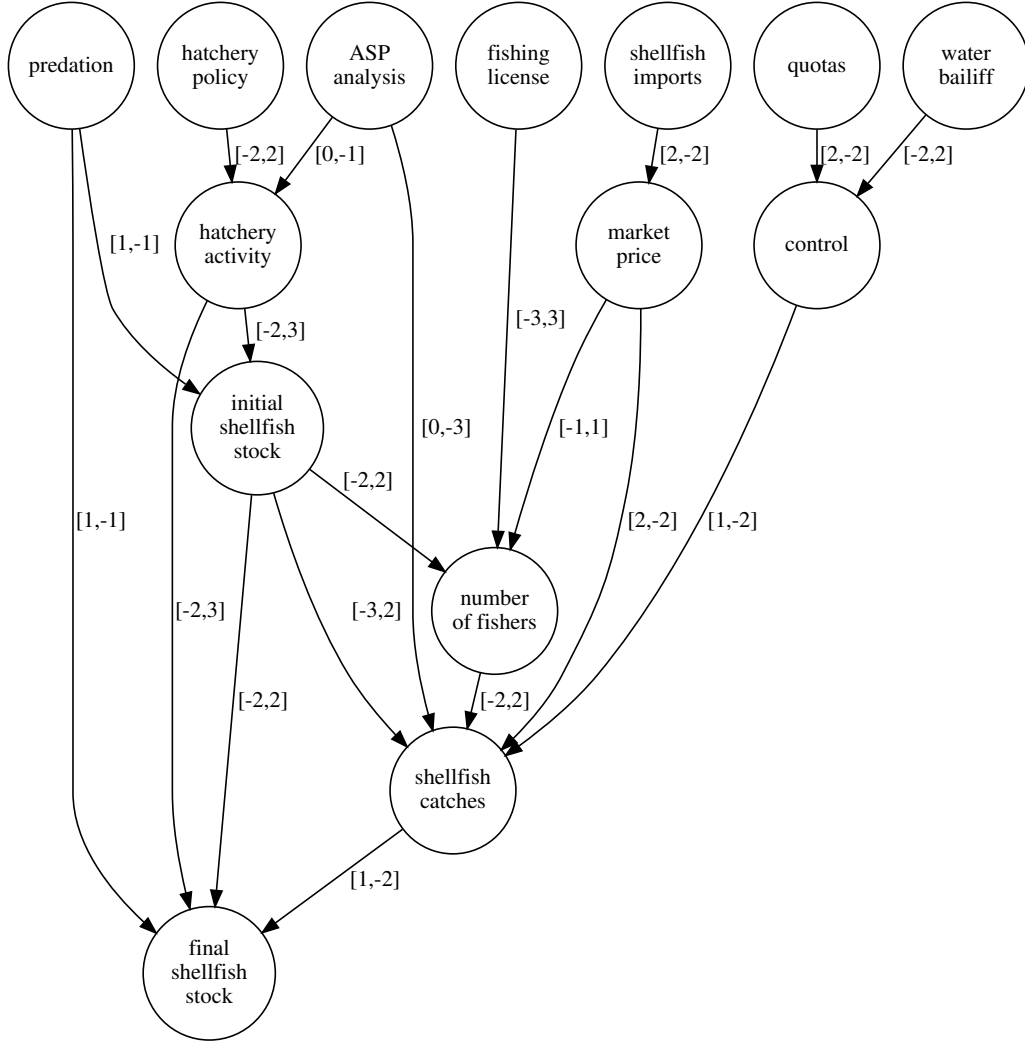 predation
hatchery
policy
ASP
analysis
fishing
license
shellfish
imports
quotas
water
bailiff
[-2,2]
[0,-1]
[2,-2]
[2,-2]
[-2,2]
hatchery
activity
market
price
control
[1,-1]
[-2,3]
[-3,3]
initial
shellfish
stock
[0,-3]
[-1,1]
[-2,2]
[1,-1]
[2,-2]
[1,-2]
number
of fishers
[-2,3]
[-3,2]
[-2,2]
[-2,2]
shellfish
catches
[1,-2]
final
shellfish
stock